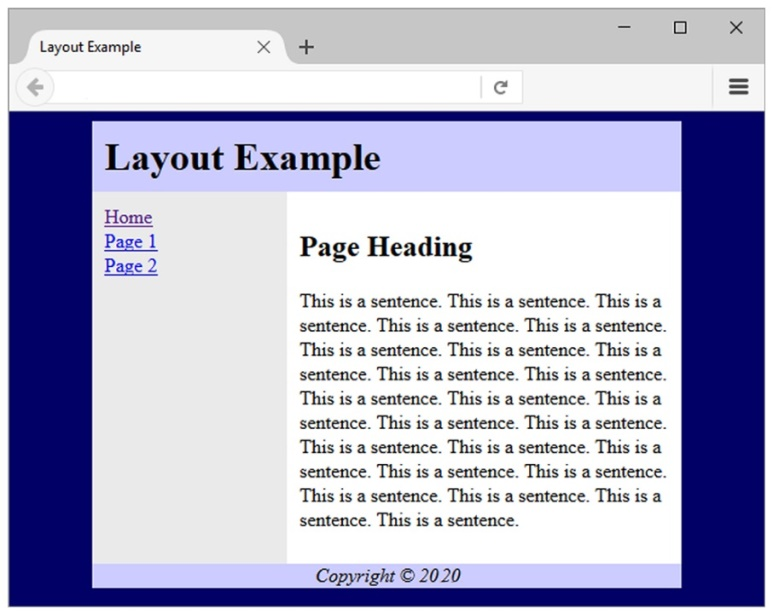 Layout Example
Layout Example
Home
Page 1
Page 2
Page Heading
This is a sentence. This is a sentence. This is a
sentence. This is a sentence. This is a sentence.
This is a sentence. This is a sentence. This is a
sentence. This is a sentence. This is a sentence.
This is a sentence. This is a sentence. This is a
sentence. This is a sentence. This is a sentence.
This is a sentence. This is a sentence. This is a
sentence. This is a sentence. This is a sentence.
This is a sentence. This is a sentence. This is a
sentence. This is a sentence.
Copyright © 2020